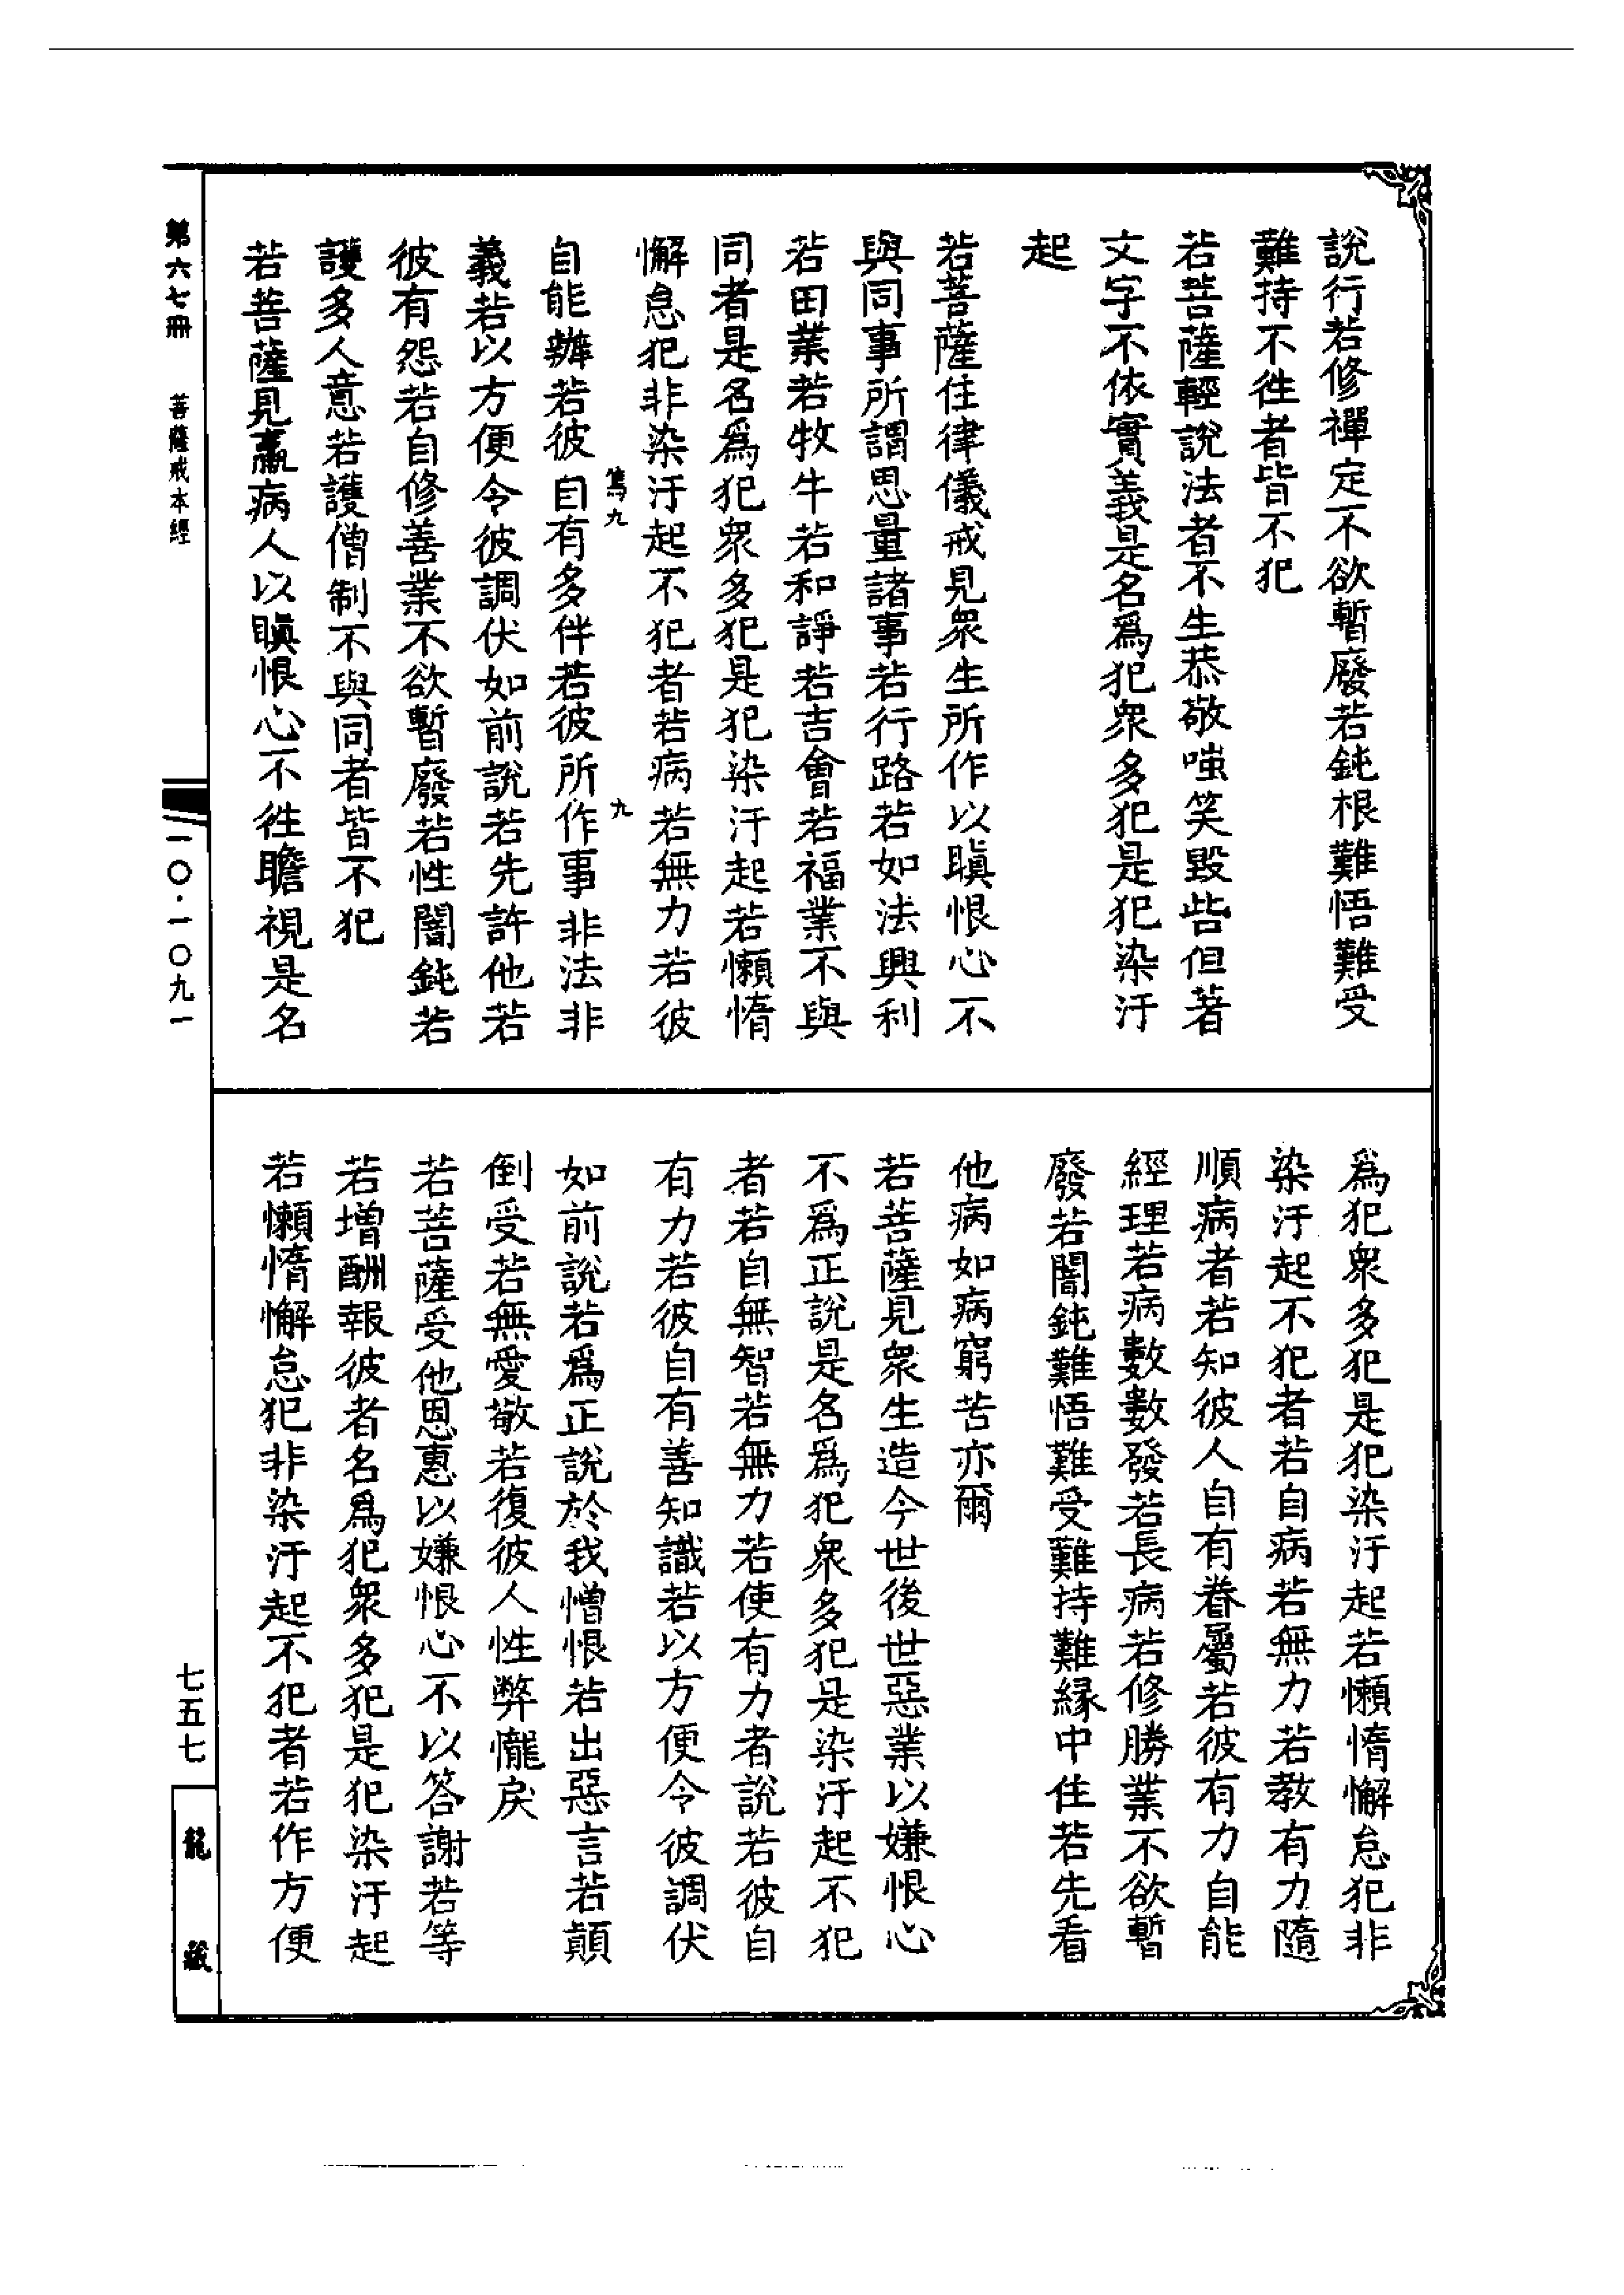 說行若修禪定不欲暫廢若鈍根難悟難受
難持不徃者皆不犯
若菩薩輕說法者不生恭敬嗤笑毀呰但著
文字不依實義是名爲犯衆多犯是犯染汙
起
若菩薩住律儀戒見衆生所作以瞋恨心不
與同事所謂思量諸事若行路若如法興利
若田業若牧牛若和諍若吉會若福業不與
同者是名爲犯衆多犯是犯染汙起若懶惰
懈怠犯非染汙起不犯者若病若無力若彼
雋九
九
自能辦若彼自有多伴若彼所作事非法非
義若以方便令彼調伏如前說若先許他若
彼有怨若自修善業不欲暫廢若性闇鈍若
護多人意若護僧制不與同者皆不犯
若菩薩見羸病人以瞋恨心不徃瞻視是名
爲犯衆多犯是犯染汙起若懶惰懈怠犯非
染汙起不犯者若自病若無力若教有力隨
順病者若知彼人自有眷屬若彼有力自能
經理若病數數發若長病若修勝業不欲暫
廢若闇鈍難悟難受難持難緣中住若先看
他病如病窮苦亦爾
若菩薩見衆生造今世後世惡業以嫌恨心
不爲正說是名爲犯衆多犯是染汙起不犯
者若自無智若無力若使有力者說若彼自
有力若彼自有善知識若以方便令彼調伏
如前說若爲正說於我憎恨若出惡言若顛
倒受若無愛敬若復彼人性弊㦬戾
若菩薩受他恩惠以嫌恨心不以答謝若等
若增酬報彼者名爲犯衆多犯是犯染汙起
若懶惰懈怠犯非染汙起不犯者若作方便
第六七冊
菩薩戒本經
一〇·一〇九一
七五七
龍藏